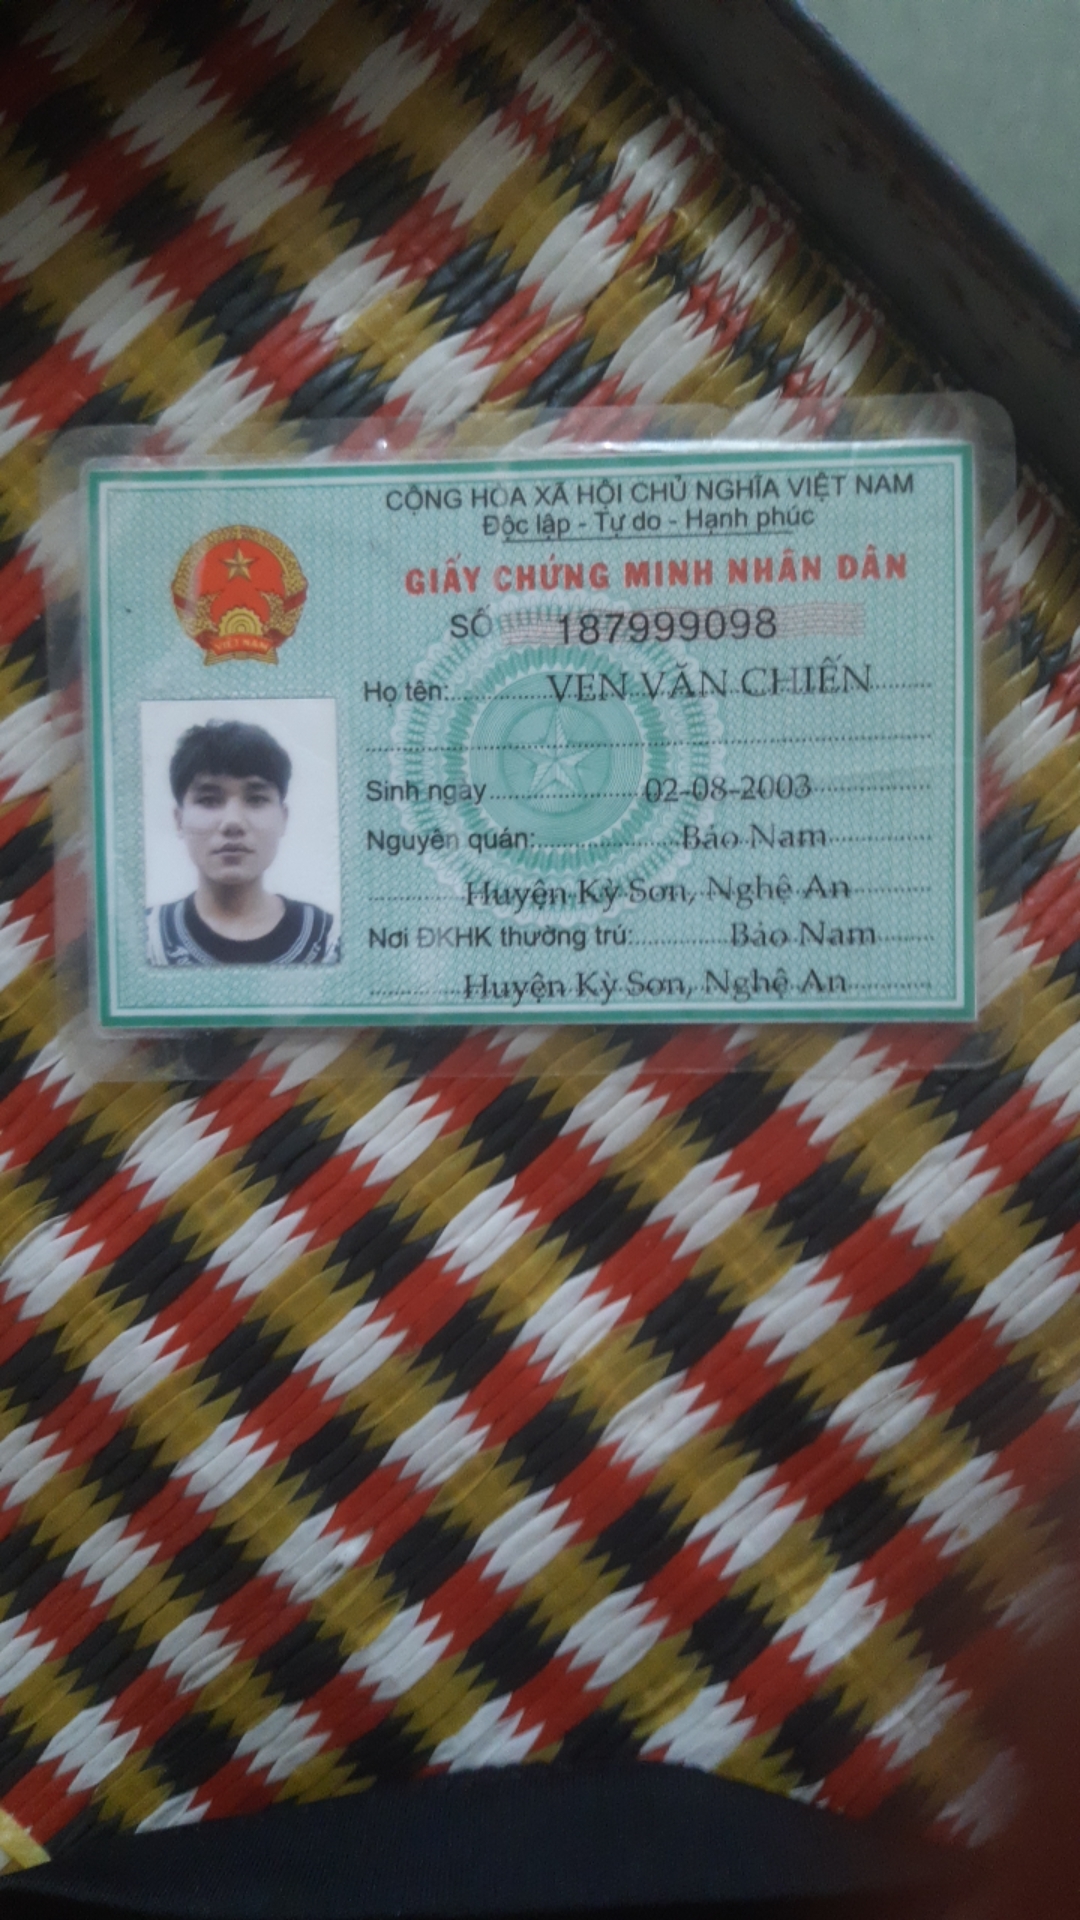 CỘNG HÒA XÃ HỘI CHỦ NGHĨA VIỆT NAM
Độc lập - Tự do - Hạnh phúc
GIẤY CHỨNG MINH NHÂN DÂN
SỐ 187999098
Họ tên: VEN VĂN CHIẾN
Sinh ngày 02-08-2003
Nguyên quán: Bảo Nam
Huyện Kỳ Sơn, Nghệ An
Nơi ĐKHK thường trú: Bảo Nam
Huyện Kỳ Sơn, Nghệ An
VIỆT NAM